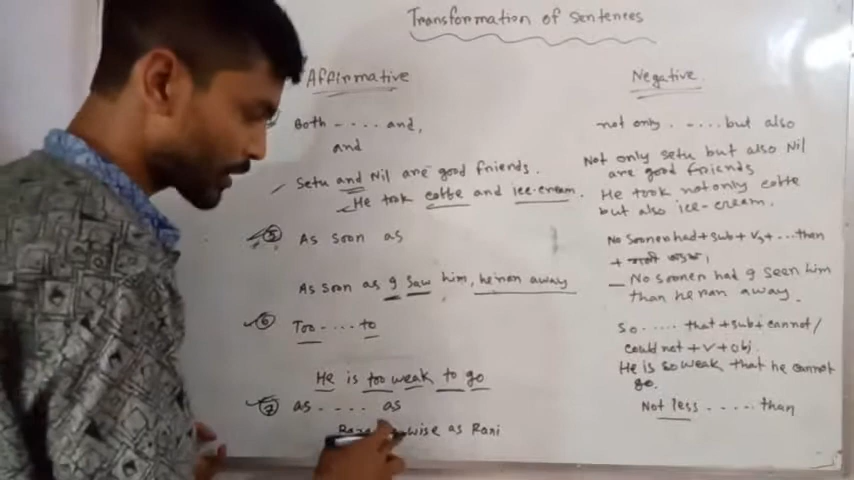 Transformation of Sentences
Affirmative
Both - . . . . and,
and
Setu and Nil are good friends.
He took coffe and ice-cream.
⑤ As soon as
As soon as I saw him, he ran away
⑥ Too . . . . to
He is too weak to go
⑦ as . . . . as
wise as Rani
Negative
not only . . . . . but also
Not only setu but also Nil
are good friends
He took not only coffe
but also ice-cream.
No sooner had + sub + V3 + ... then
+
No sooner had I seen him
than he ran away.
so . . . . . that + sub + cannot /
could not + V + obj.
He is so weak that he cannot
go.
Not less . . . . . than